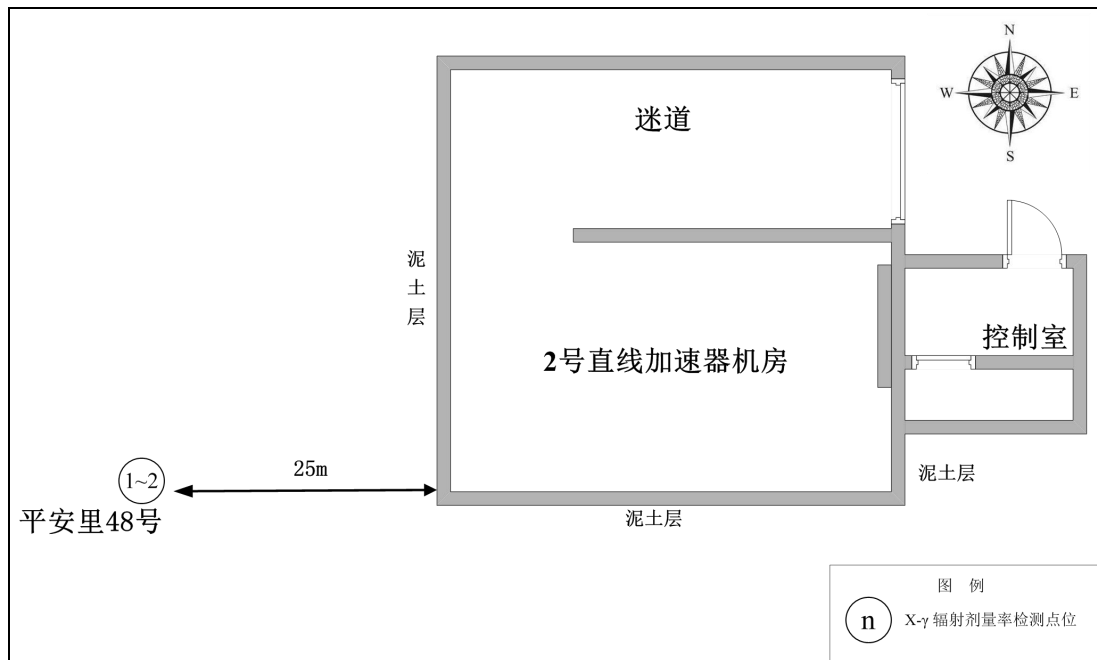 N
W
E
S
迷道
泥
土
层
控制室
2号直线加速器机房
25m
1~2
平安里48号
泥土层
泥土层
图 例
n
X-γ 辐射剂量率检测点位